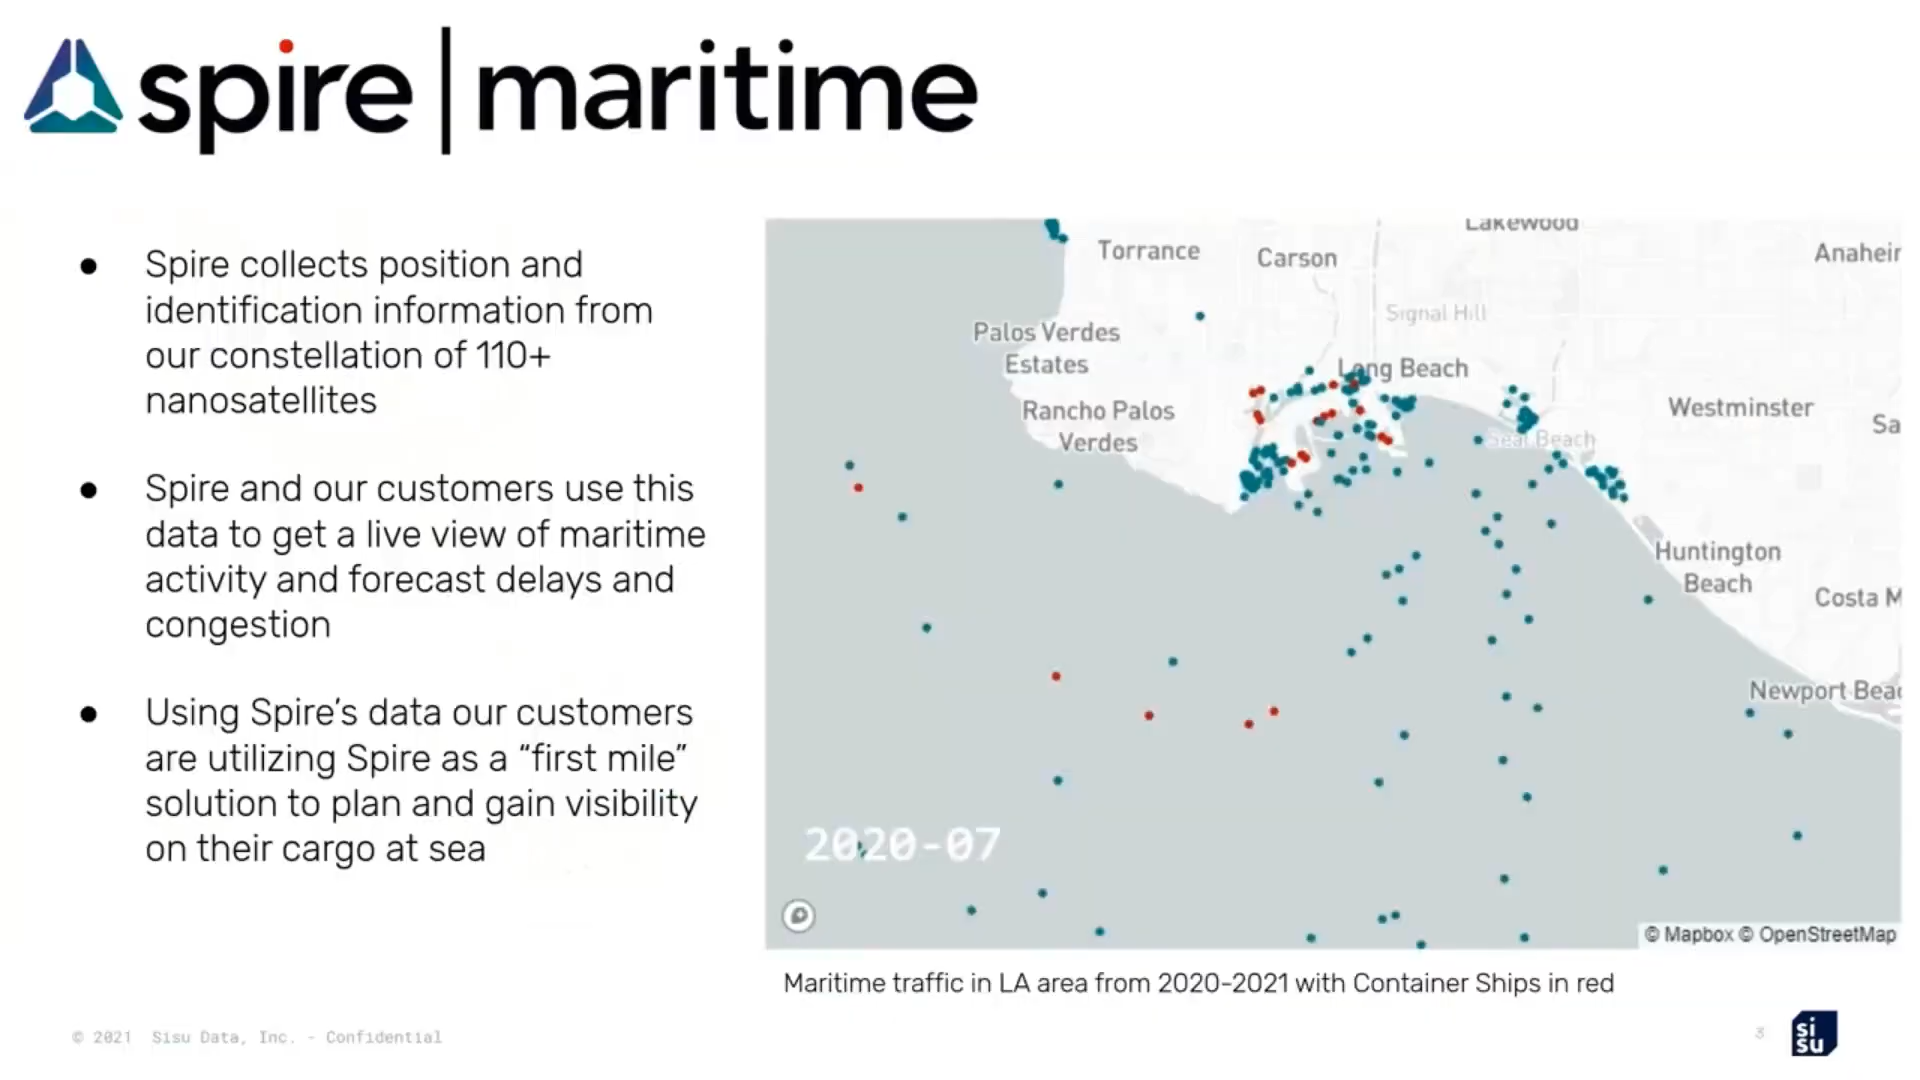 spire | maritime
● Spire collects position and
identification information from
our constellation of 110+
nanosatellites
● Spire and our customers use this
data to get a live view of maritime
activity and forecast delays and
congestion
● Using Spire’s data our customers
are utilizing Spire as a “first mile”
solution to plan and gain visibility
on their cargo at sea
Lakewood
Torrance
Carson
Anaheim
Signal Hill
Palos Verdes
Estates
Long Beach
Rancho Palos
Verdes
Westminster
Sa
Seal Beach
Huntington
Beach
Costa M
Newport Beac
2020-07
© Mapbox © OpenStreetMap
Maritime traffic in LA area from 2020-2021 with Container Ships in red
© 2021 Sisu Data, Inc. - Confidential
3
si
su